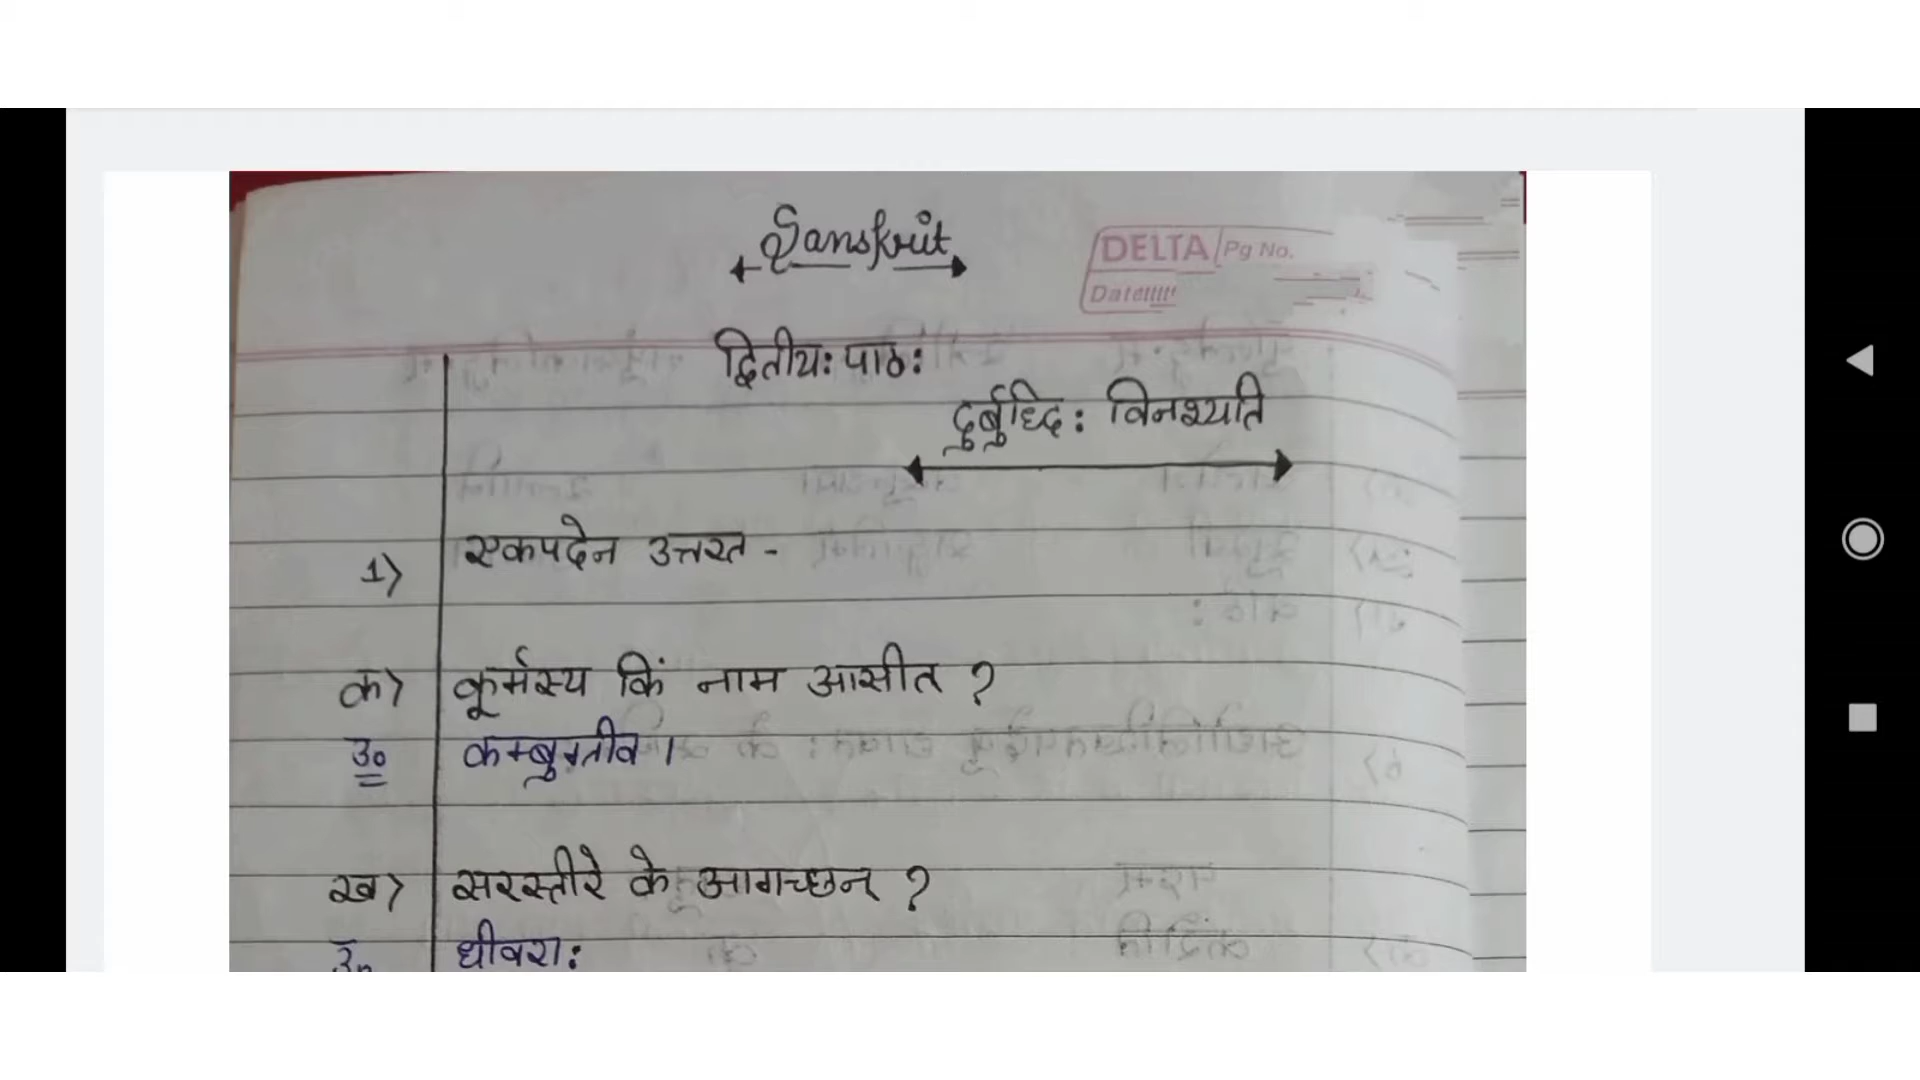 Sanskrit
DELTA Pg No.
Date
द्वितीय: पाठ:
दुर्बुध्दि: विनश्यति
1) एकपदेन उत्तरत -
क) कूर्मस्य किं नाम आसीत ?
उ० कम्बुग्रीव।
ख) सरस्तीरे के आगच्छन् ?
उ० धीवरा: